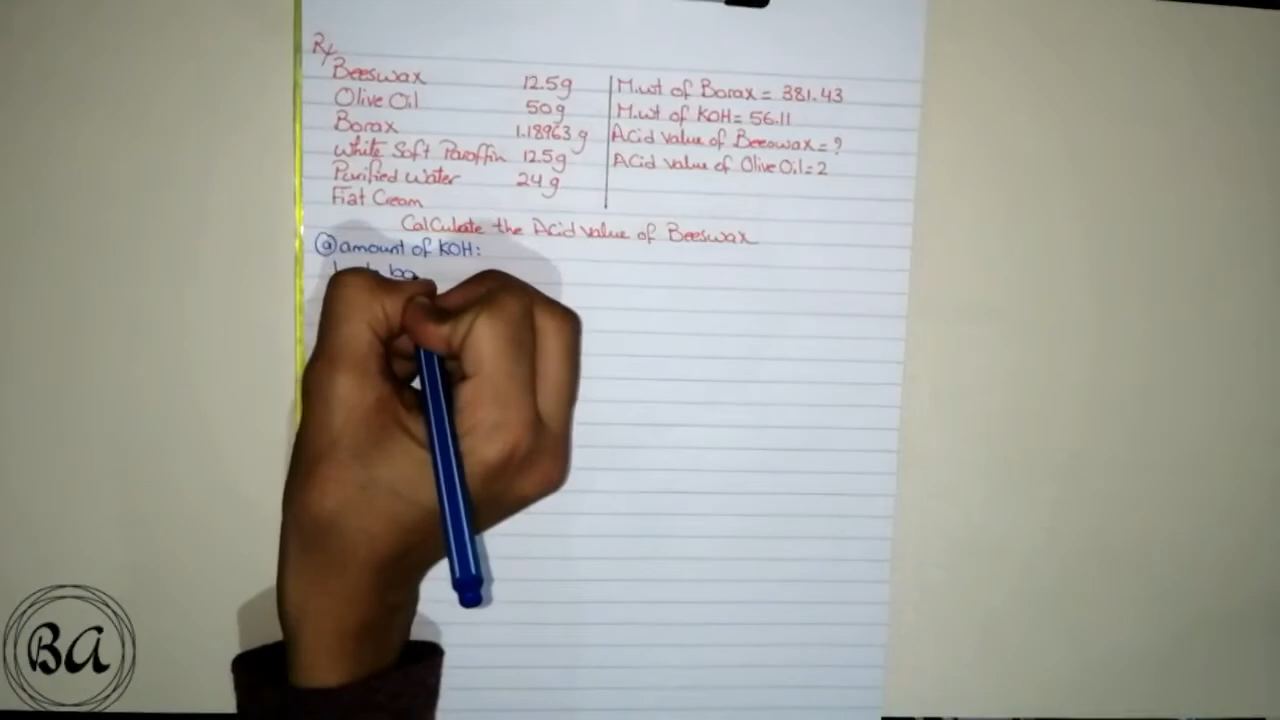 Rx
Beeswax 12.5g
Olive Oil 50g
Borax 1.18963 g
White Soft Paraffin 12.5g
Purified Water 24g
Fiat Cream
M.wt of Borax = 381.43
M.wt of KOH = 56.11
Acid value of Beeswax = ?
Acid value of Olive Oil = 2
Calculate the Acid value of Beeswax
(a) amount of KOH:
BA